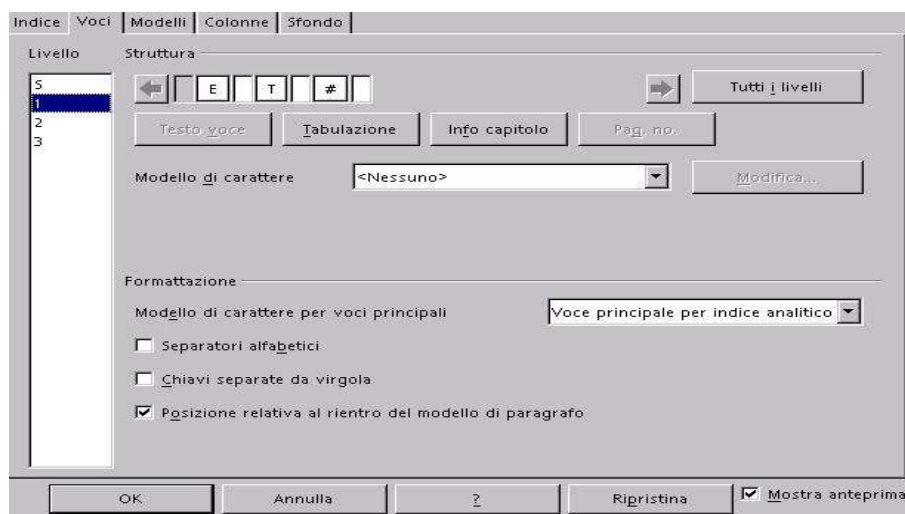 Indice Voci Modelli Colonne Sfondo
Livello
S
1
2
3
Struttura
E T #
Tutti i livelli
Testo voce Tabulazione Info capitolo Pag. no.
Modello di carattere <Nessuno> Modifica...
Formattazione
Modello di carattere per voci principali Voce principale per indice analitico
Separatori alfabetici
Chiavi separate da virgola
Posizione relativa al rientro del modello di paragrafo
OK Annulla ? Ripristina Mostra anteprima